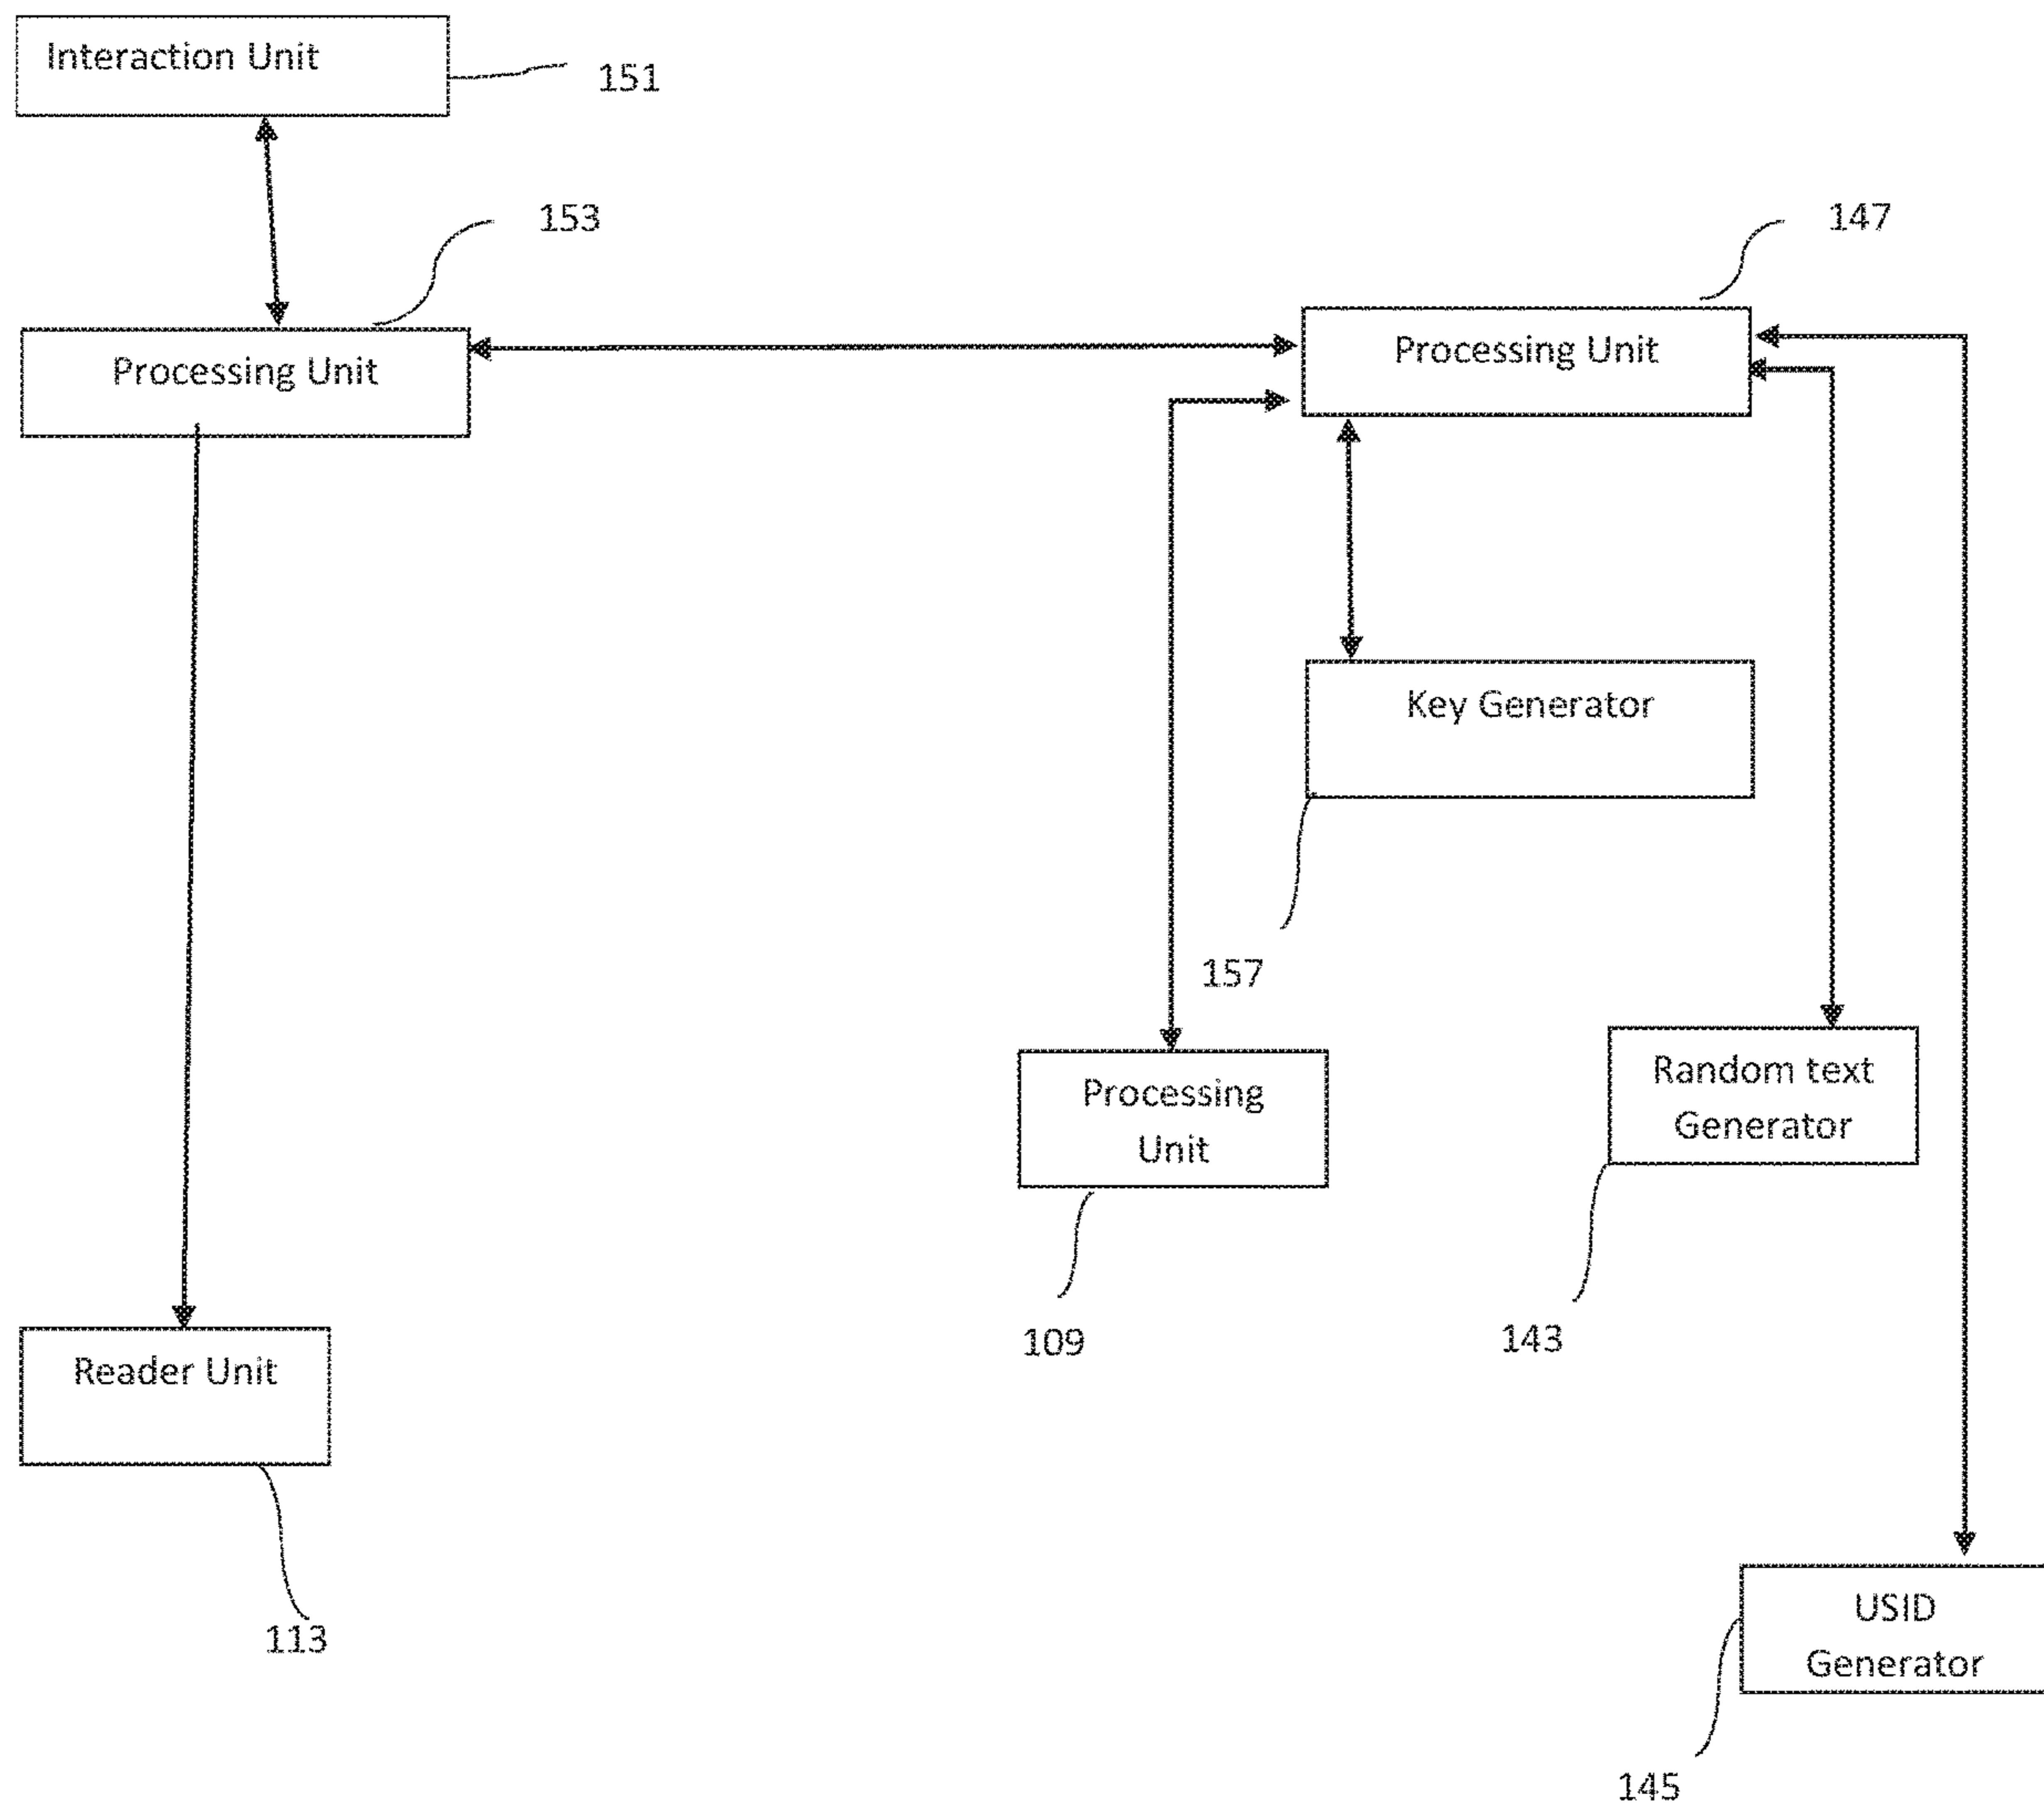 Interaction Unit
151
153
147
Processing Unit
Processing Unit
Key Generator
157
Processing
Unit
Random text
Generator
109
143
Reader Unit
113
USID
Generator
145